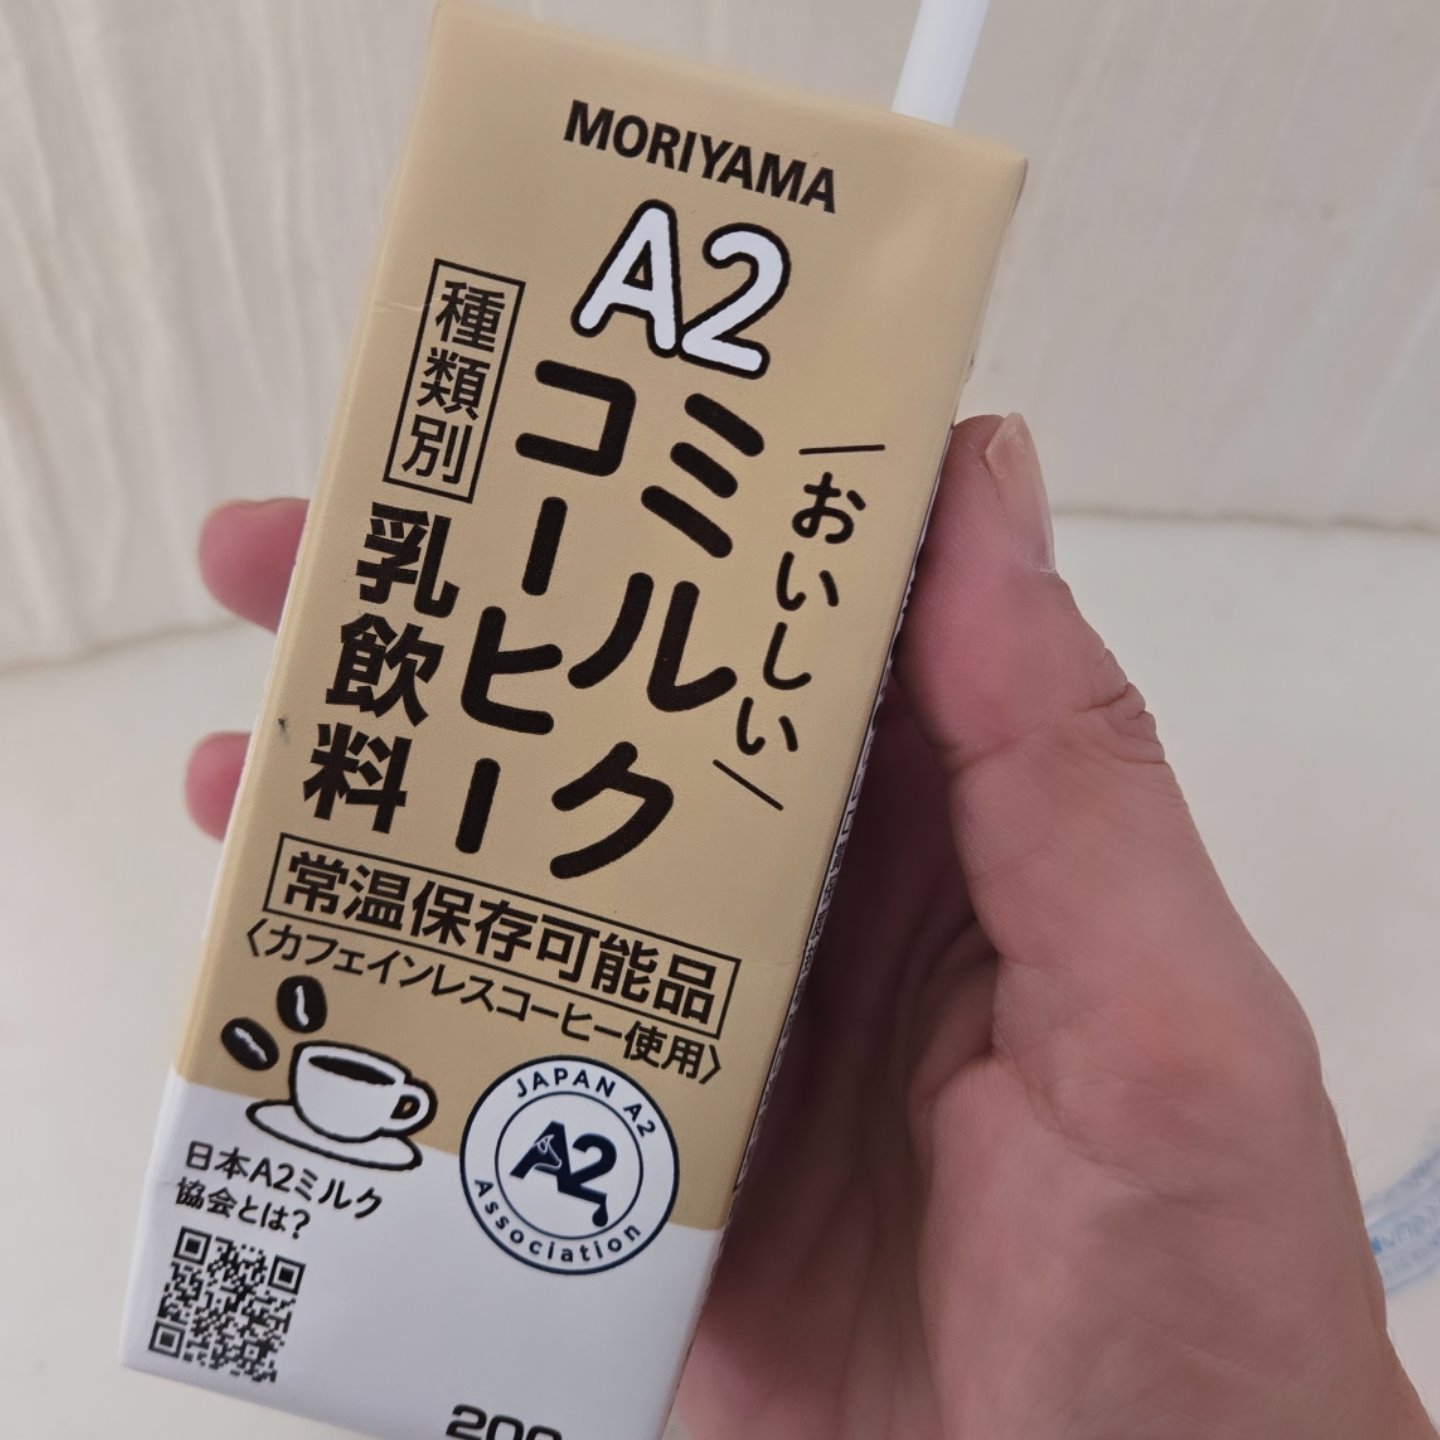 MORIYAMA
A2
おいしい
ミルク
コーヒー
種類別
乳飲料
常温保存可能品
〈カフェインレスコーヒー使用〉
JAPAN A2
A2
Association
日本A2ミルク
協会とは?
200